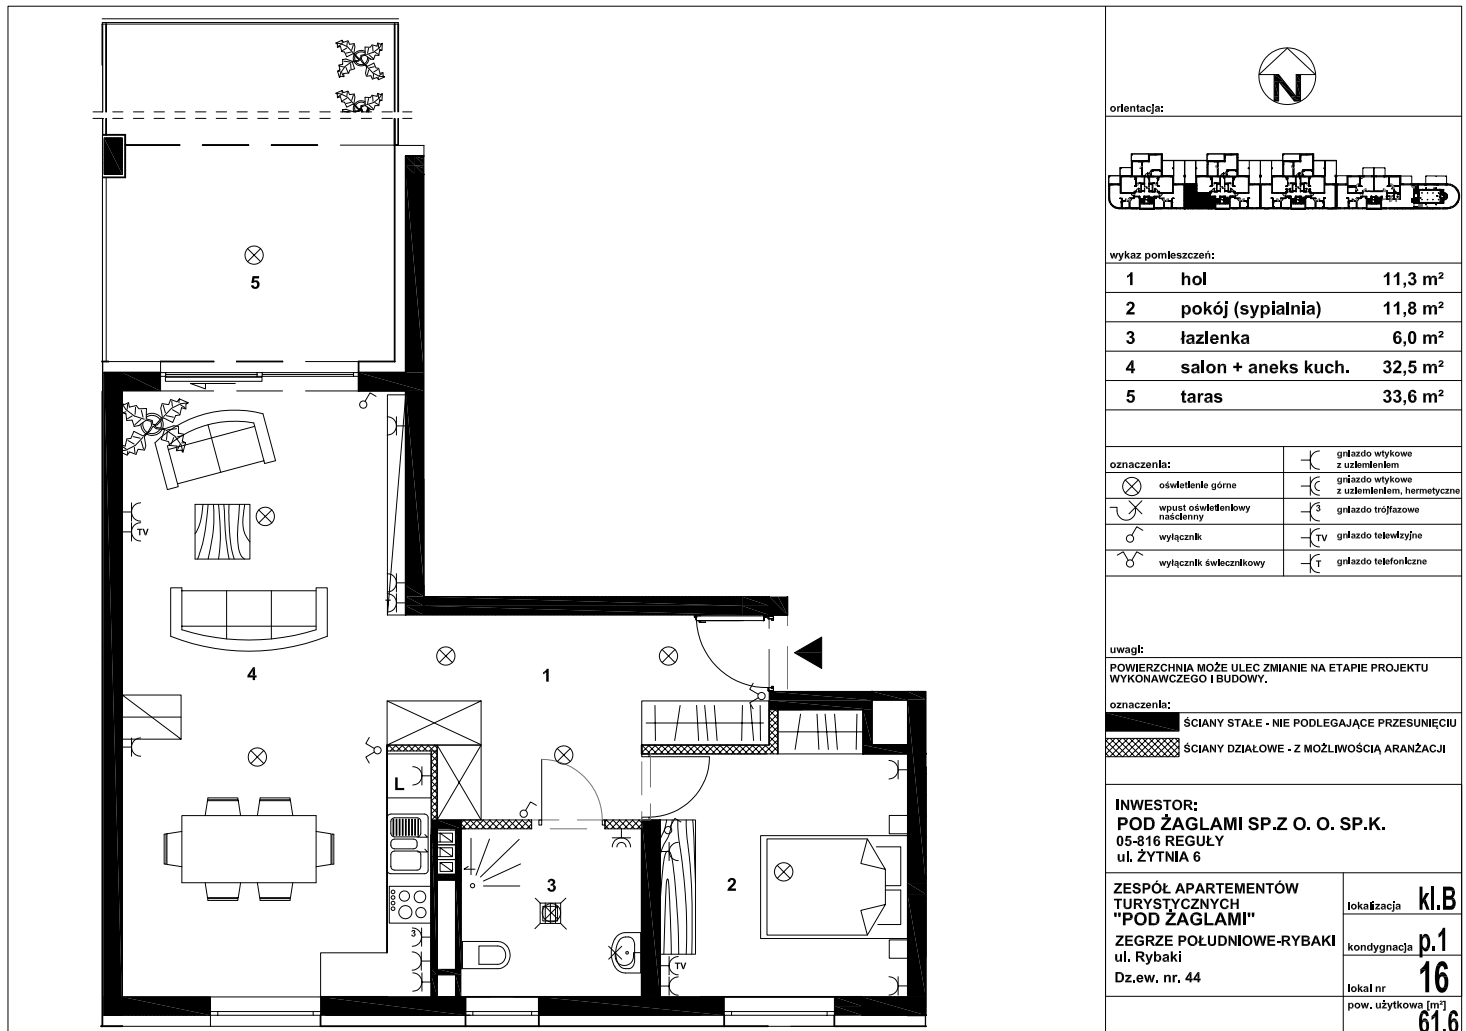 5
TV
4
1
L
3
3
2
TV
N
orientacja:
wykaz pomieszczeń:
1 hol 11,3 m²
2 pokój (sypialnia) 11,8 m²
3 łazienka 6,0 m²
4 salon + aneks kuch. 32,5 m²
5 taras 33,6 m²
oznaczenia:
gniazdo wtykowe
z uziemieniem
oświetlenie górne
gniazdo wtykowe
z uziemieniem, hermetyczne
wpust oświetleniowy
naścienny
3 gniazdo trójfazowe
wyłącznik
TV gniazdo telewizyjne
wyłącznik świecznikowy
T gniazdo telefoniczne
uwagi:
POWIERZCHNIA MOŻE ULEC ZMIANIE NA ETAPIE PROJEKTU
WYKONAWCZEGO I BUDOWY.
oznaczenia:
ŚCIANY STAŁE - NIE PODLEGAJĄCE PRZESUNIĘCIU
ŚCIANY DZIAŁOWE - Z MOŻLIWOŚCIĄ ARANŻACJI
INWESTOR:
POD ŻAGLAMI SP.Z O. O. SP.K.
05-816 REGUŁY
ul. ŻYTNIA 6
ZESPÓŁ APARTEMENTÓW
TURYSTYCZNYCH
"POD ŻAGLAMI"
ZEGRZE POŁUDNIOWE-RYBAKI
ul. Rybaki
Dz.ew. nr. 44
lokalizacja kl.B
kondygnacja p.1
lokal nr 16
pow. użytkowa [m²]
61,6